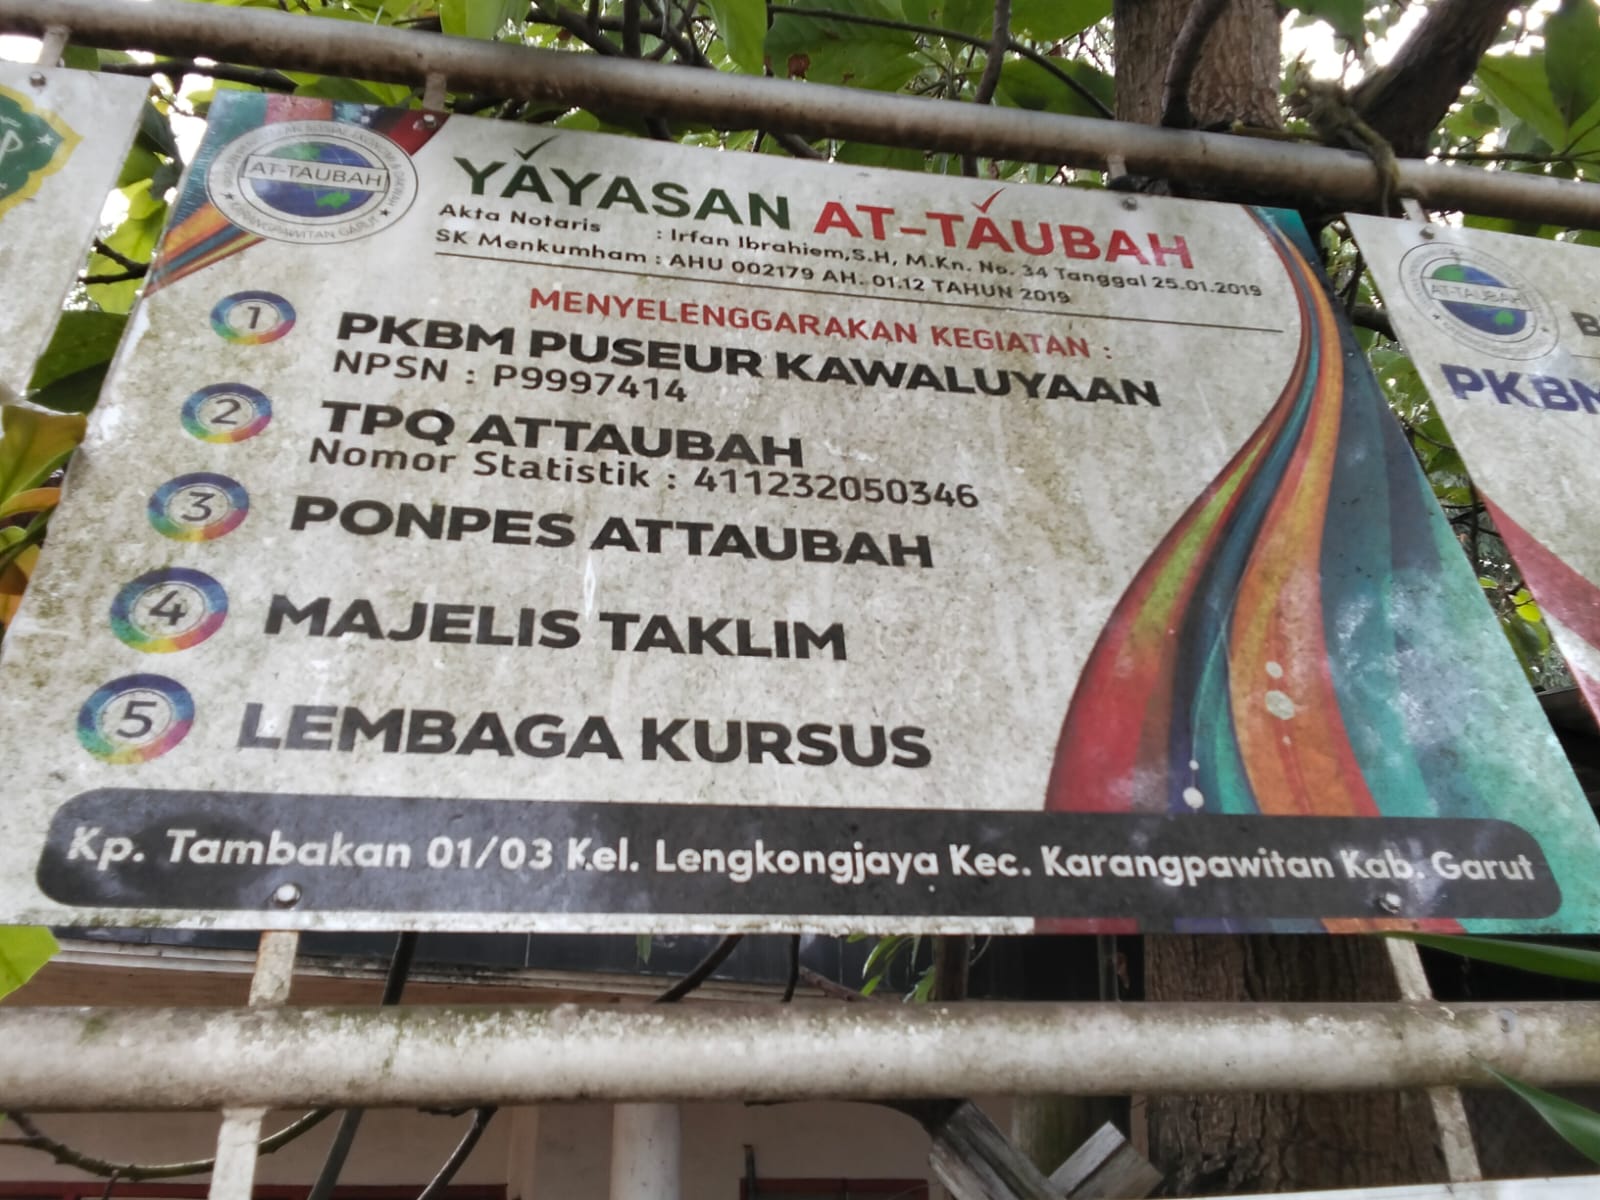 AT-TAUBAH
KARANGPAWITAN GARUT
YAYASAN AT-TAUBAH
Akta Notaris : Irfan Ibrahiem,S.H, M.Kn. No. 34 Tanggal 25.01.2019
SK Menkumham : AHU 002179 AH. 01.12 TAHUN 2019
MENYELENGGARAKAN KEGIATAN :
1 PKBM PUSEUR KAWALUYAAN
NPSN : P9997414
2 TPQ ATTAUBAH
Nomor Statistik : 411232050346
3 PONPES ATTAUBAH
4 MAJELIS TAKLIM
5 LEMBAGA KURSUS
Kp. Tambakan 01/03 Kel. Lengkongjaya Kec. Karangpawitan Kab. Garut
AT-TAUBAH
PKBM